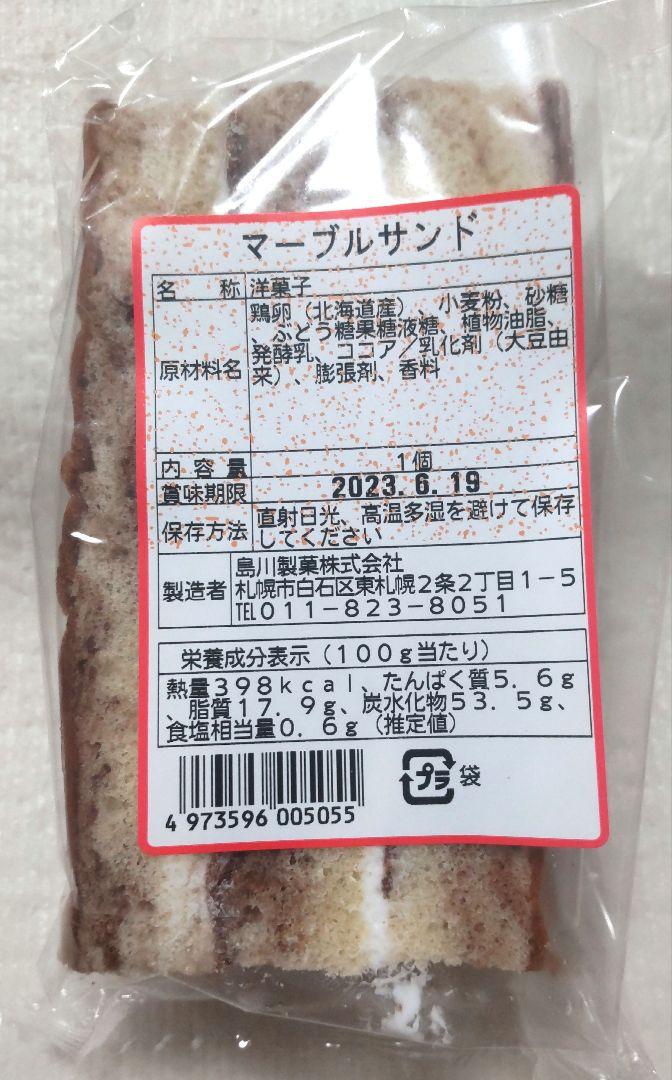 マーブルサンド
名 称 洋菓子
原材料名 鶏卵（北海道産）、小麦粉、砂糖
、ぶどう糖果糖液糖、植物油脂、
発酵乳、ココア／乳化剤（大豆由
来）、膨張剤、香料
内容量 1個
賞味期限 2023.6.19
保存方法 直射日光、高温多湿を避けて保存
してください
製造者 島川製菓株式会社
札幌市白石区東札幌２条２丁目１－５
TEL０１１－８２３－８０５１
栄養成分表示（１００ｇ当たり）
熱量３９８ｋｃａｌ、たんぱく質５．６ｇ
、脂質１７．９ｇ、炭水化物５３．５ｇ、
食塩相当量０．６ｇ（推定値）
プラ 袋
4 973596 005055